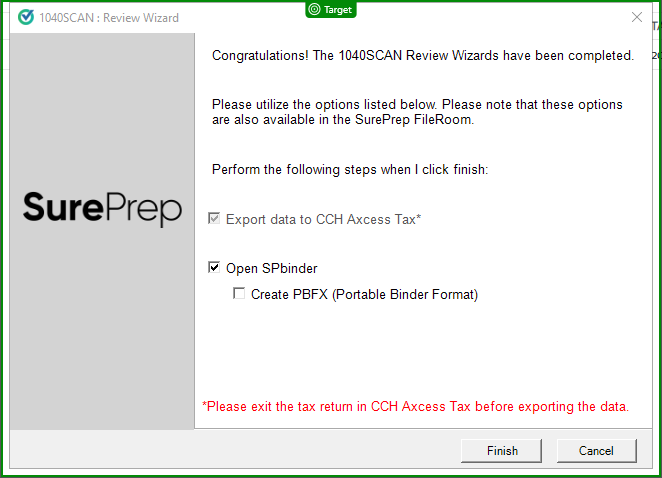 Target
1040SCAN : Review Wizard
Congratulations! The 1040SCAN Review Wizards have been completed.
Please utilize the options listed below. Please note that these options
are also available in the SurePrep FileRoom.
Perform the following steps when I click finish:
SurePrep
Export data to CCH Axcess Tax*
Open SPbinder
Create PBFX (Portable Binder Format)
*Please exit the tax return in CCH Axcess Tax before exporting the data.
Finish
Cancel